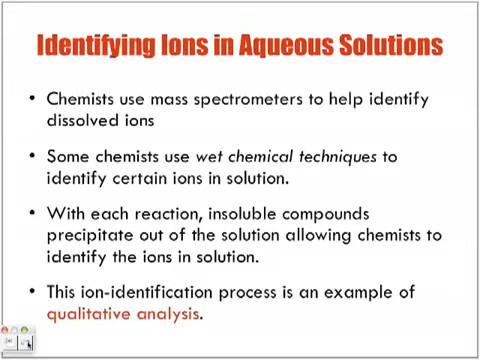 Identifying Ions in Aqueous Solutions
• Chemists use mass spectrometers to help identify
dissolved ions
• Some chemists use wet chemical techniques to
identify certain ions in solution.
• With each reaction, insoluble compounds
precipitate out of the solution allowing chemists to
identify the ions in solution.
• This ion-identification process is an example of
qualitative analysis.